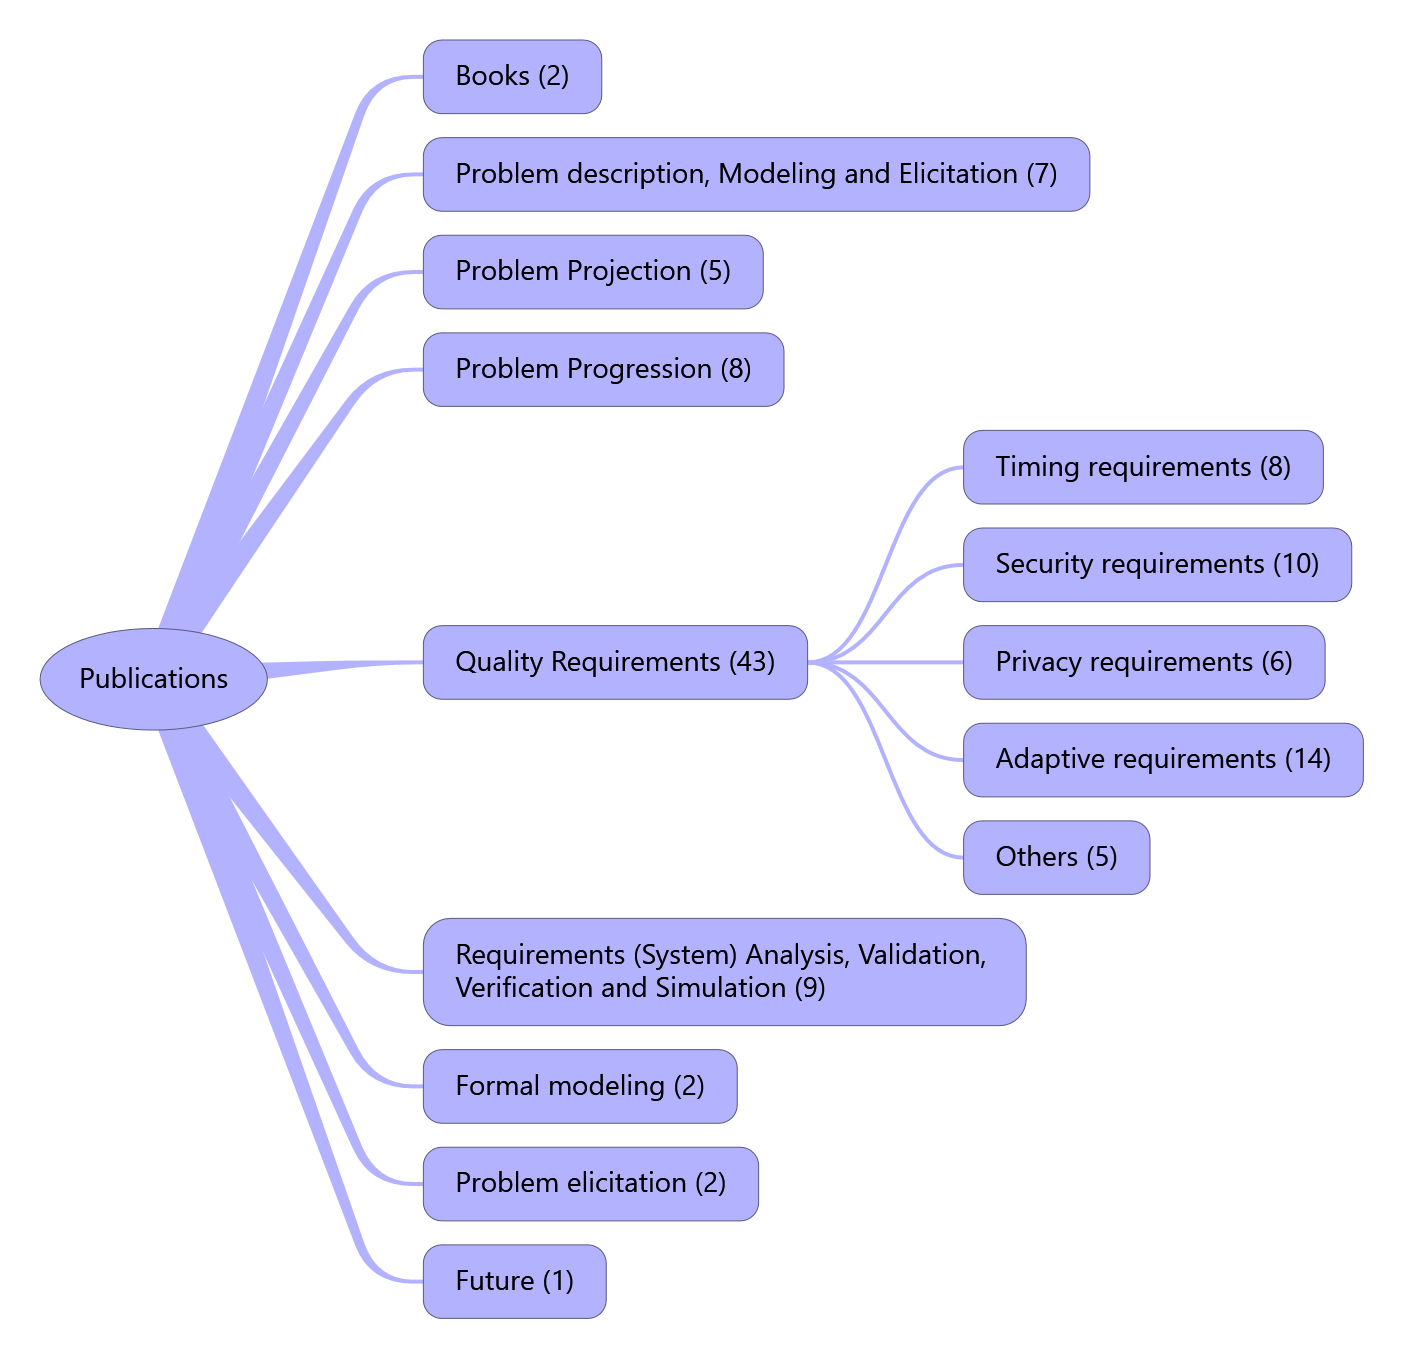 Books (2)
Problem description, Modeling and Elicitation (7)
Problem Projection (5)
Problem Progression (8)
Timing requirements (8)
Security requirements (10)
Publications
Quality Requirements (43)
Privacy requirements (6)
Adaptive requirements (14)
Others (5)
Requirements (System) Analysis, Validation,
Verification and Simulation (9)
Formal modeling (2)
Problem elicitation (2)
Future (1)